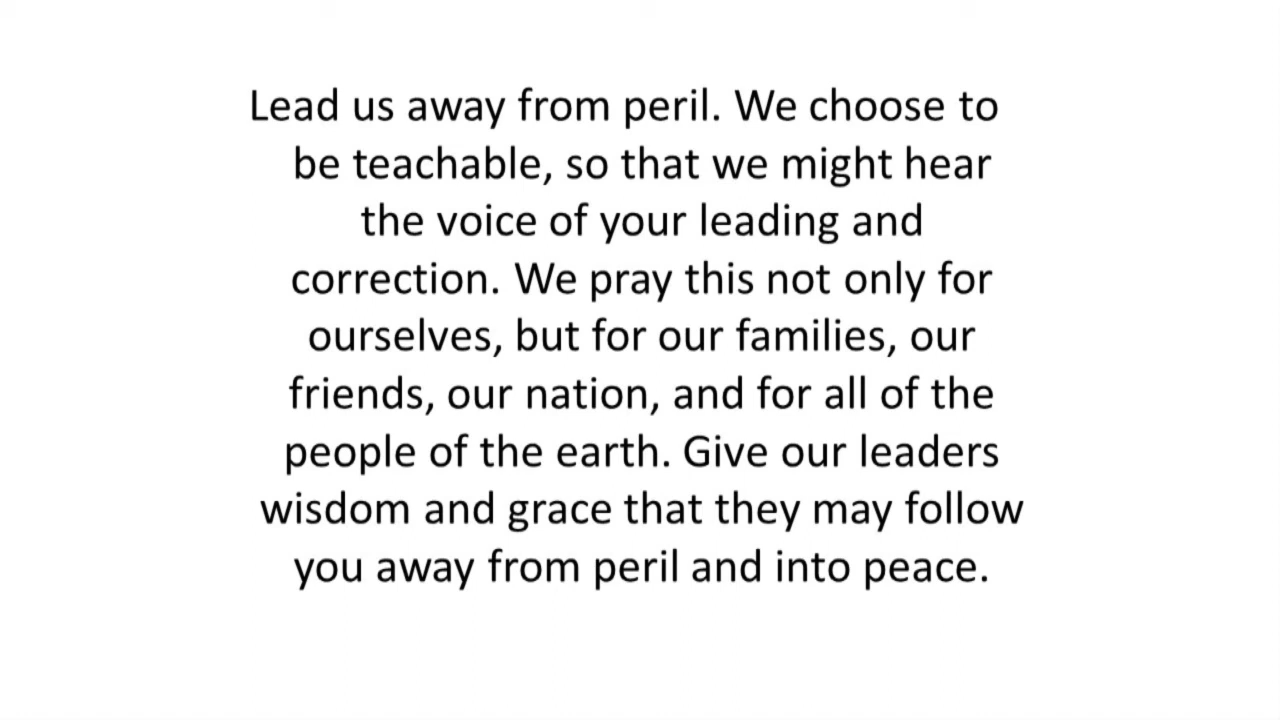 Lead us away from peril. We choose to
be teachable, so that we might hear
the voice of your leading and
correction. We pray this not only for
ourselves, but for our families, our
friends, our nation, and for all of the
people of the earth. Give our leaders
wisdom and grace that they may follow
you away from peril and into peace.